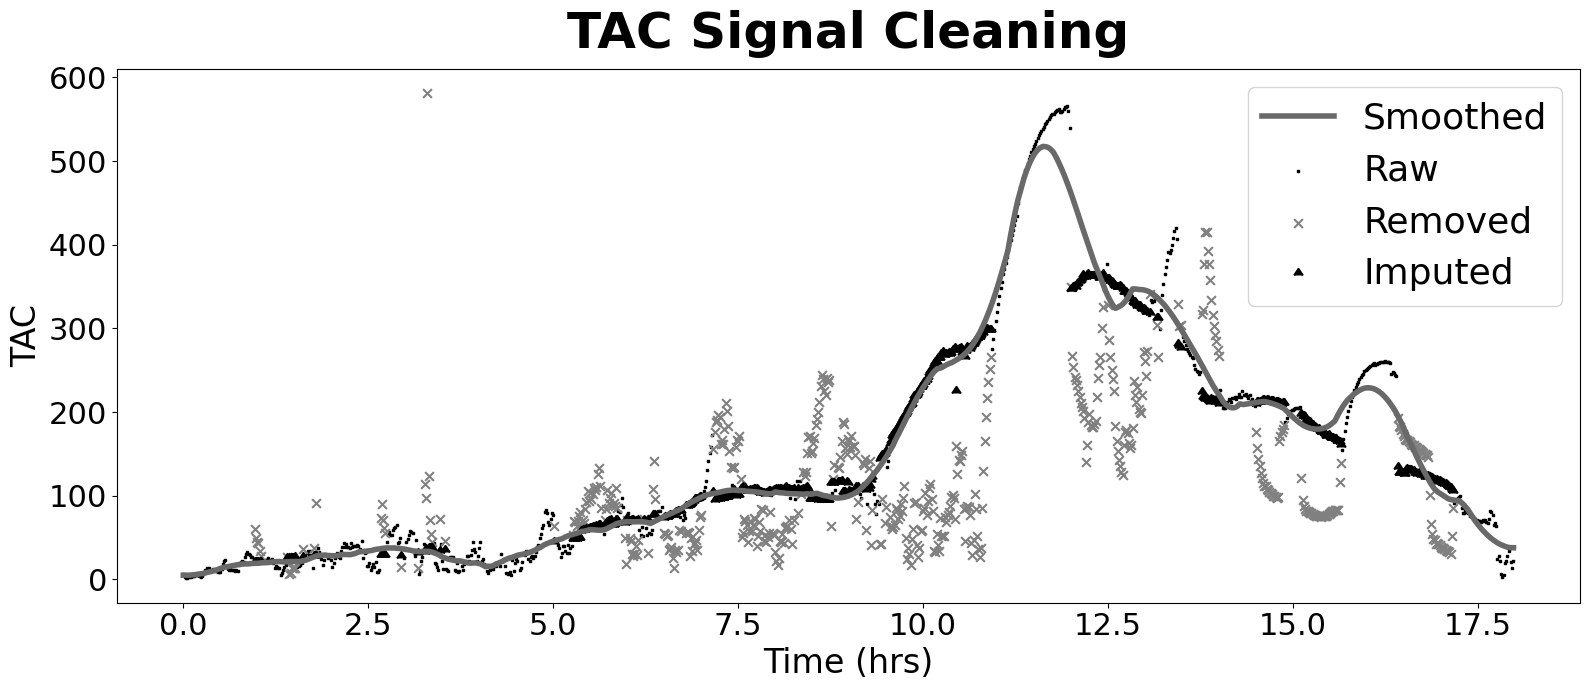 TAC Signal Cleaning
600
500
400
300
200
100
0
TAC
Smoothed
Raw
Removed
Imputed
0.0 2.5 5.0 7.5 10.0 12.5 15.0 17.5
Time (hrs)